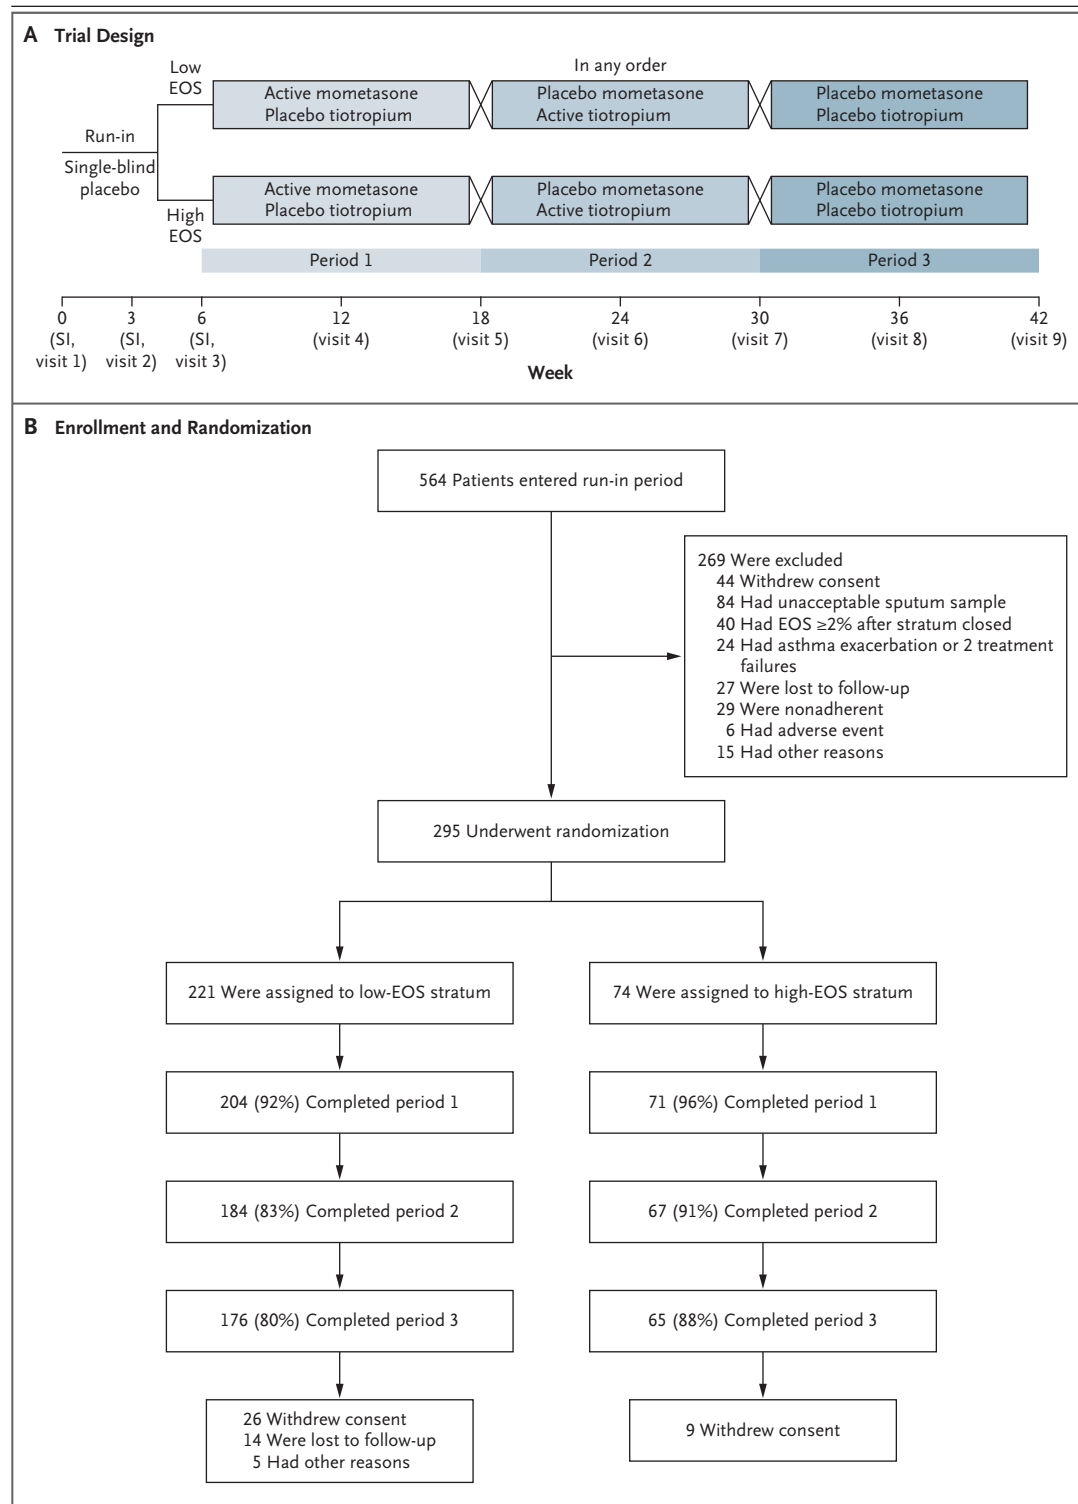 A Trial Design
Low
EOS
In any order
Active mometasone
Placebo tiotropium
Placebo mometasone
Active tiotropium
Placebo mometasone
Placebo tiotropium
Run-in
Single-blind
placebo
High
EOS
Active mometasone
Placebo tiotropium
Placebo mometasone
Active tiotropium
Placebo mometasone
Placebo tiotropium
Period 1
Period 2
Period 3
0
(SI,
visit 1)
3
(SI,
visit 2)
6
(SI,
visit 3)
12
(visit 4)
18
(visit 5)
24
(visit 6)
30
(visit 7)
36
(visit 8)
42
(visit 9)
Week
B Enrollment and Randomization
564 Patients entered run-in period
269 Were excluded
44 Withdrew consent
84 Had unacceptable sputum sample
40 Had EOS ≥2% after stratum closed
24 Had asthma exacerbation or 2 treatment
failures
27 Were lost to follow-up
29 Were nonadherent
6 Had adverse event
15 Had other reasons
295 Underwent randomization
221 Were assigned to low-EOS stratum
74 Were assigned to high-EOS stratum
204 (92%) Completed period 1
71 (96%) Completed period 1
184 (83%) Completed period 2
67 (91%) Completed period 2
176 (80%) Completed period 3
65 (88%) Completed period 3
26 Withdrew consent
14 Were lost to follow-up
5 Had other reasons
9 Withdrew consent